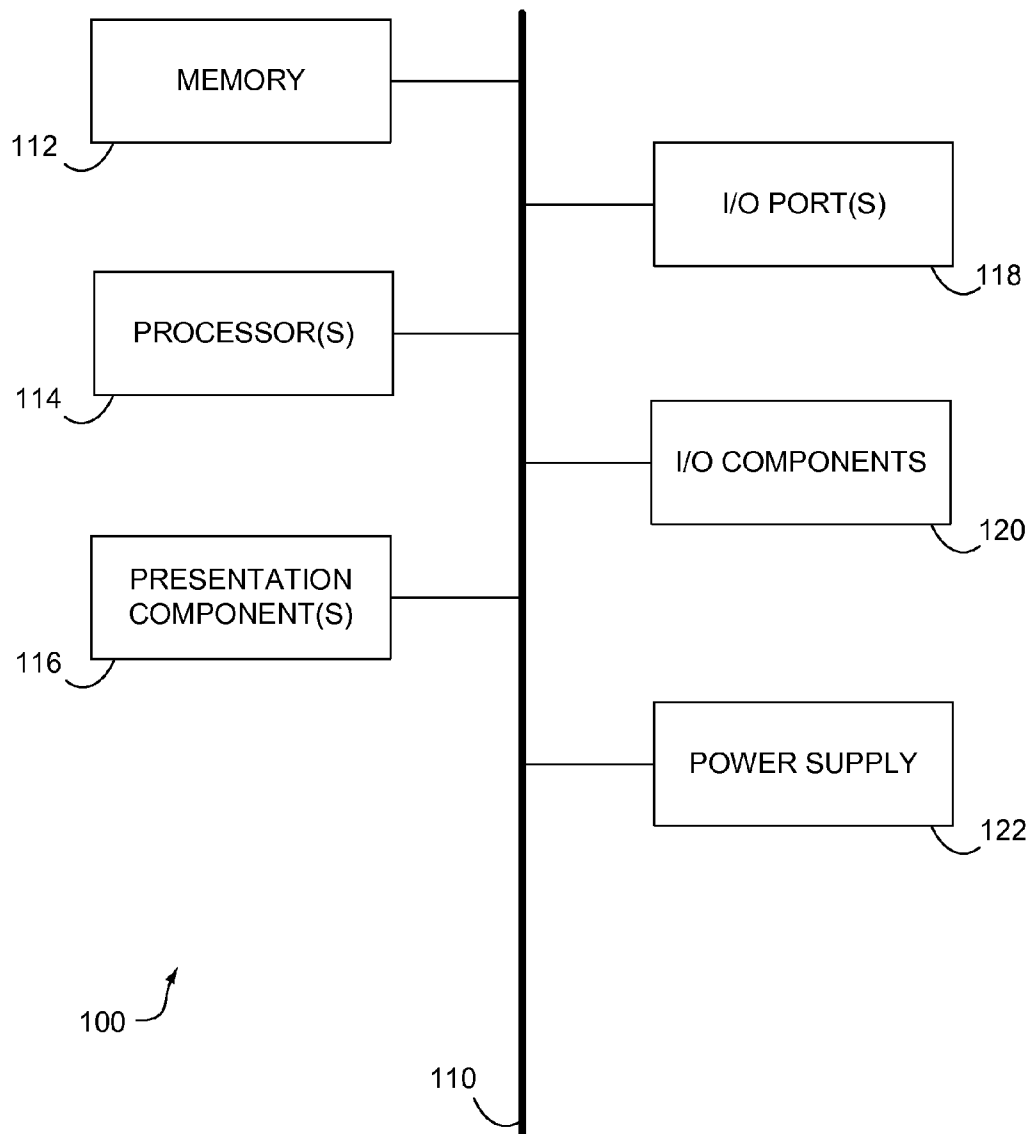 MEMORY
112
I/O PORT(S)
118
PROCESSOR(S)
114
I/O COMPONENTS
120
PRESENTATION
COMPONENT(S)
116
POWER SUPPLY
122
100
110